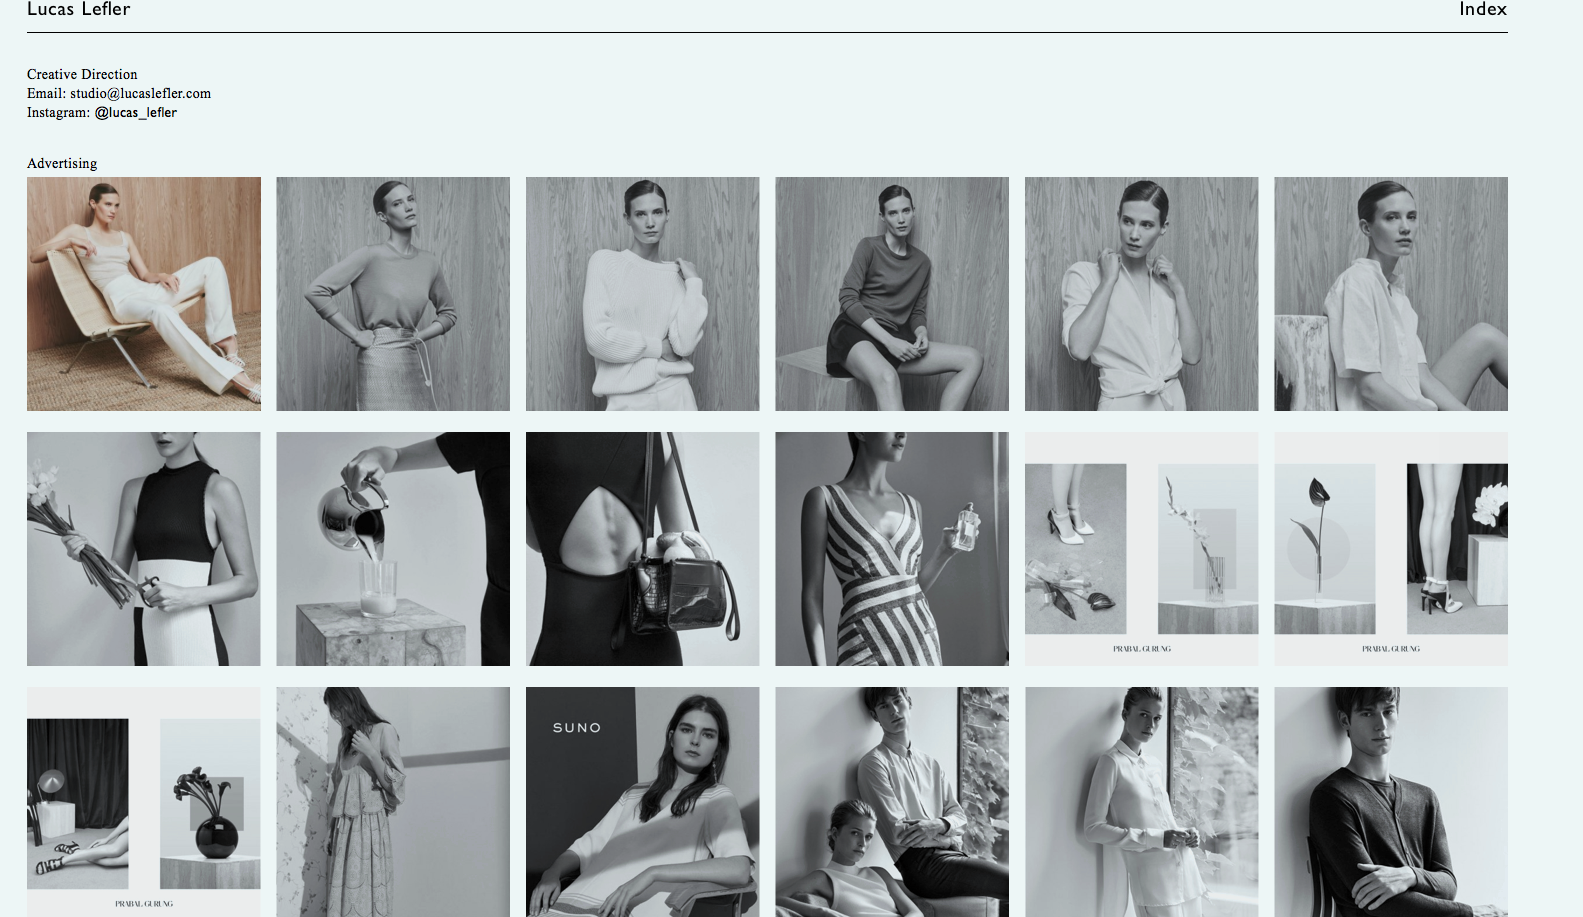 Lucas Lefler
Index
Creative Direction
Email: studio@lucaslefler.com
Instagram: @lucas_lefler
Advertising
PRABAL GURUNG
PRABAL GURUNG
SUNO
PRABAL GURUNG